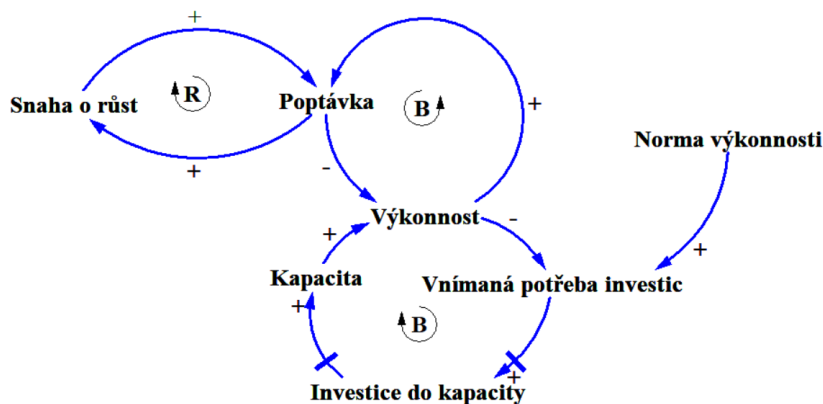 +
Snaha o růst
R
Poptávka
B
+
+
-
Norma výkonnosti
Výkonnost
-
+
+
Kapacita
Vnímaná potřeba investic
+
B
+
Investice do kapacity